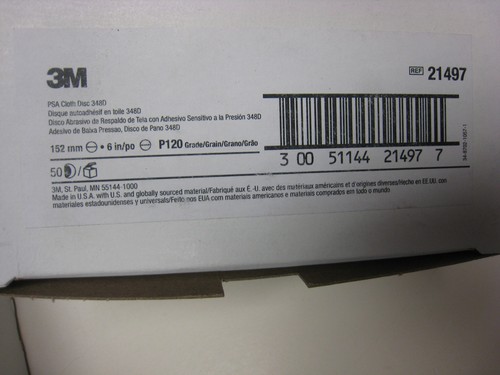 3M
REF 21497
PSA Cloth Disc 348D
Disque autoadhésif en toile 348D
Disco Abrasivo de Respaldo de Tela con Adhesivo Sensitivo a la Presión 348D
Adesivo de Baixa Pressao, Disco de Pano 348D
152 mm • 6 in/po P120 Grade/Grain/Grano/Grão
3 00 51144 21497 7
50 /
3M, St. Paul, MN 55144-1000
Made in U.S.A. with U.S. and globally sourced material/Fabriqué aux É.-U. avec des matériaux américains et d'origines diverses/Hecho en EE.UU. con
materiales estadounidenses y universals/Feito nos EUA com materiais americanos e materiais comprados em todo o mundo